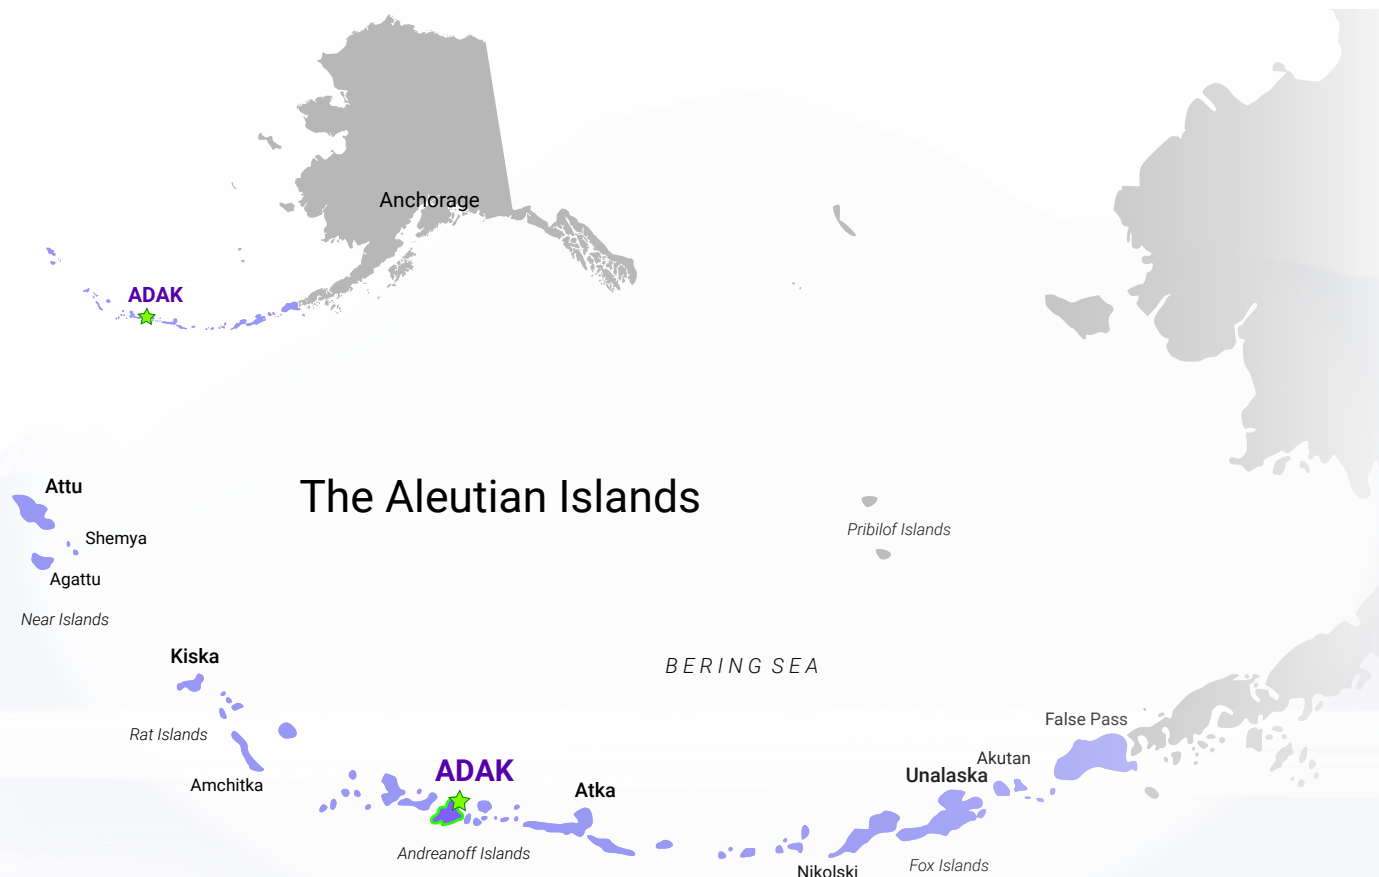 Anchorage
ADAK
Attu
The Aleutian Islands
Shemya
Pribilof Islands
Agattu
Near Islands
Kiska
BERING SEA
Rat Islands
False Pass
Amchitka
ADAK
Akutan
Unalaska
Atka
Andreanoff Islands
Fox Islands
Nikolski